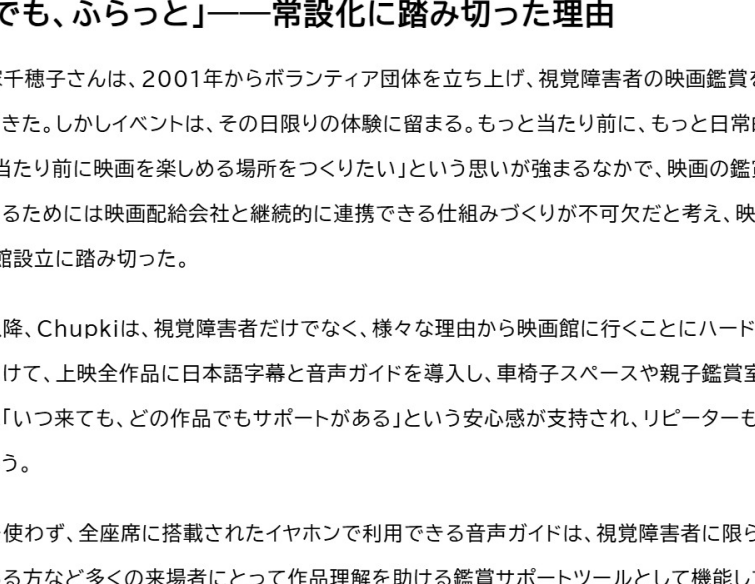 でも、ふらっと」——常設化に踏み切った理由
千穂子さんは、2001年からボランティア団体を立ち上げ、視覚障害者の映画鑑賞を
きた。しかしイベントは、その日限りの体験に留まる。もっと当たり前に、もっと日常
当たり前に映画を楽しめる場所をつくりたい」という思いが強まるなかで、映画の鑑
るためには映画配給会社と継続的に連携できる仕組みづくりが不可欠だと考え、映
館設立に踏み切った。
降、Chupkiは、視覚障害者だけでなく、様々な理由から映画館に行くことにハード
けて、上映全作品に日本語字幕と音声ガイドを導入し、車椅子スペースや親子鑑賞室
「いつ来ても、どの作品でもサポートがある」という安心感が支持され、リピーターも
う。
使わず、全座席に搭載されたイヤホンで利用できる音声ガイドは、視覚障害者に限ら
る方など多くの来場者にとって作品理解を助ける鑑賞サポートツールとして機能し